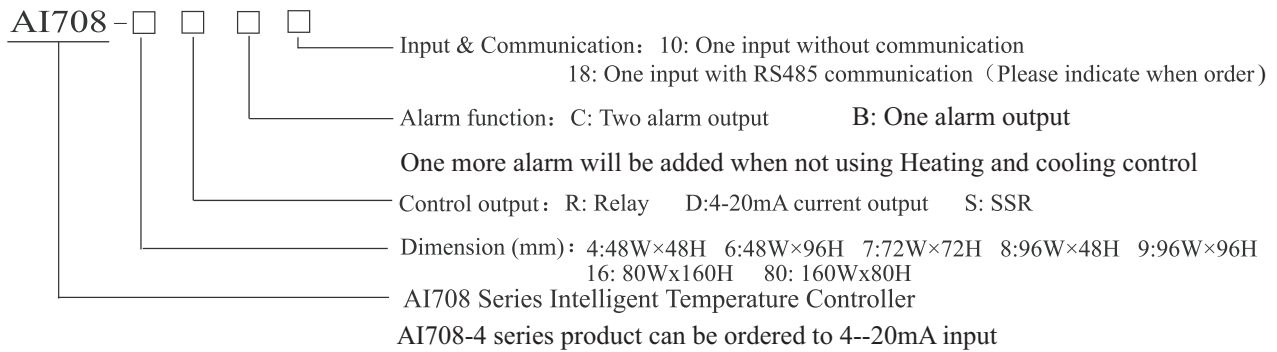 AI708-□ □ □ □
Input & Communication: 10: One input without communication
18: One input with RS485 communication (Please indicate when order)
Alarm function: C: Two alarm output B: One alarm output
One more alarm will be added when not using Heating and cooling control
Control output: R: Relay D:4-20mA current output S: SSR
Dimension (mm): 4:48W×48H 6:48W×96H 7:72W×72H 8:96W×48H 9:96W×96H
16: 80Wx160H 80: 160Wx80H
AI708 Series Intelligent Temperature Controller
AI708-4 series product can be ordered to 4--20mA input